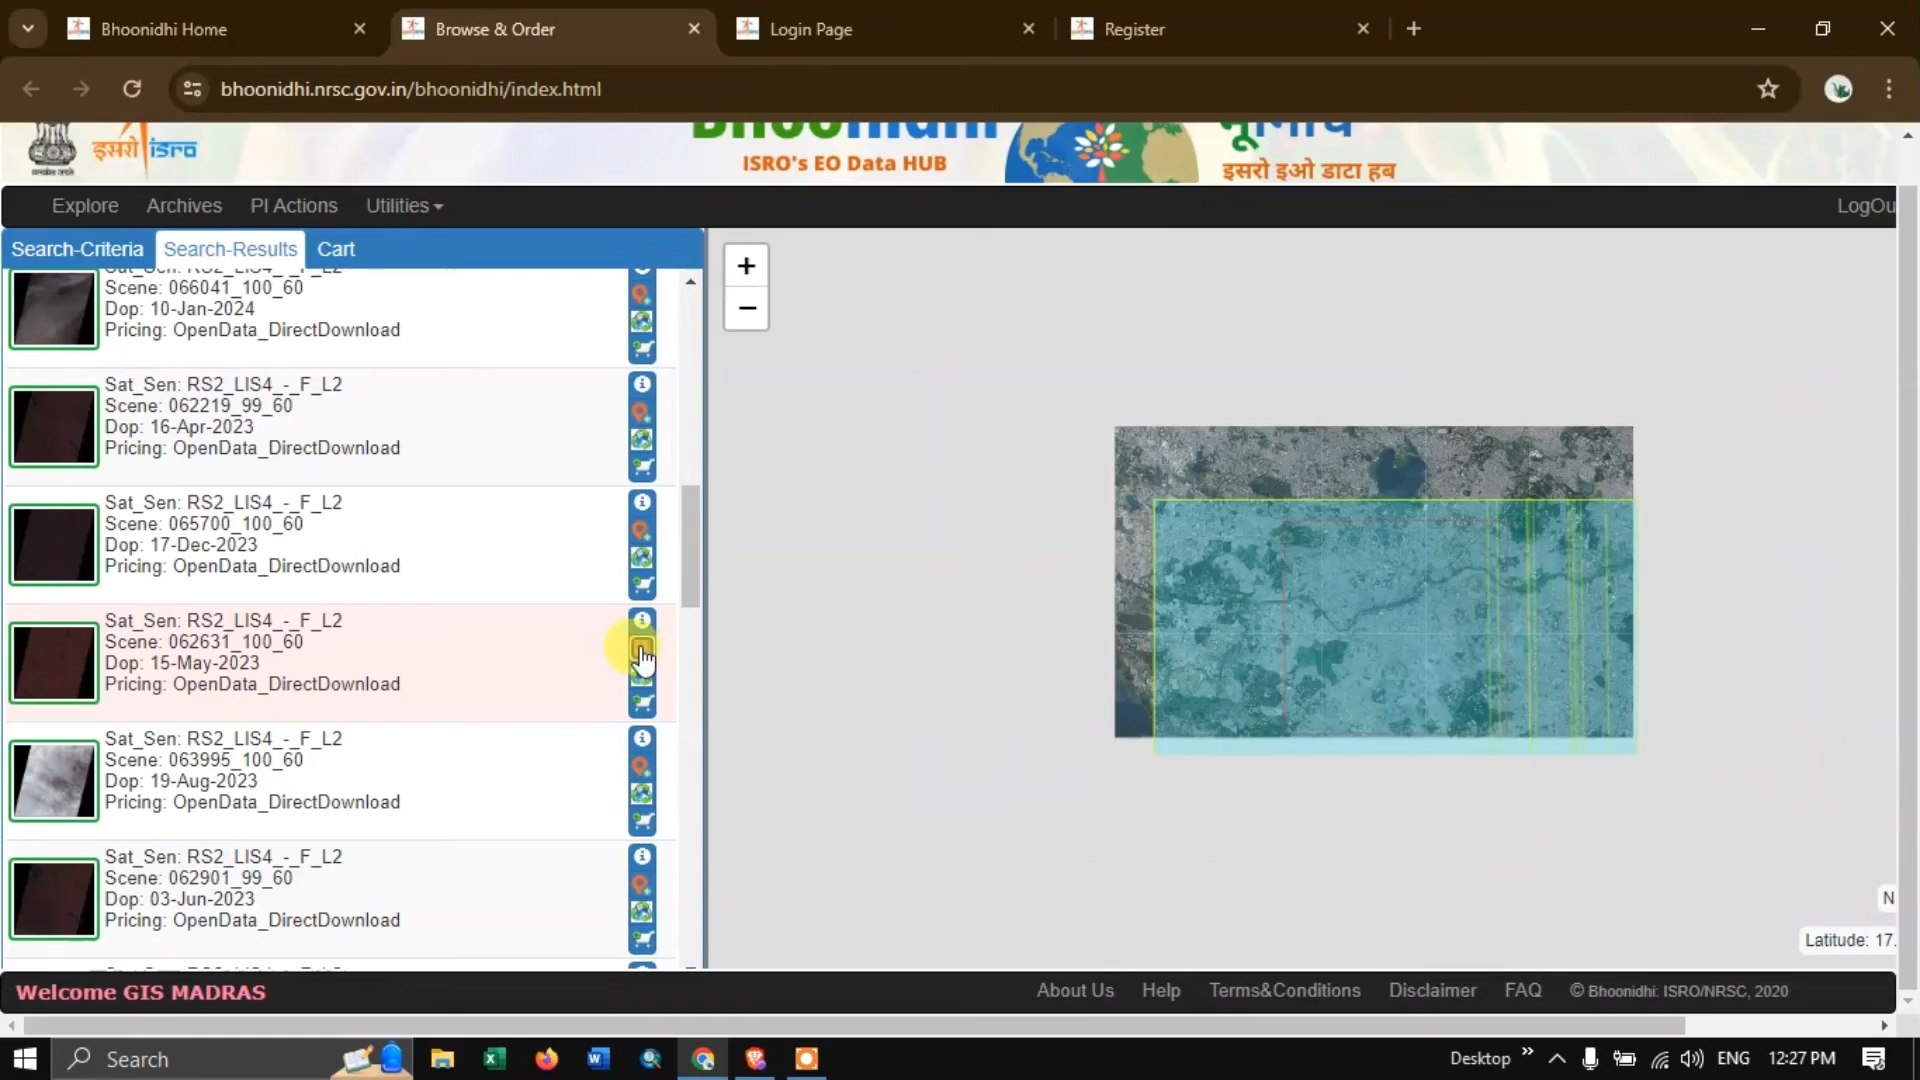 Bhoonidhi Home
Browse & Order
Login Page
Register
bhoonidhi.nrsc.gov.in/bhoonidhi/index.html
इसरो isro
Bhoonidhi
ISRO's EO Data HUB
भूनिधि
इसरो इओ डाटा हब
Explore
Archives
PI Actions
Utilities
LogOu
Search-Criteria
Search-Results
Cart
Sat_Sen: RS2_LIS4_-_F_L2
Scene: 066041_100_60
Dop: 10-Jan-2024
Pricing: OpenData_DirectDownload
Sat_Sen: RS2_LIS4_-_F_L2
Scene: 062219_99_60
Dop: 16-Apr-2023
Pricing: OpenData_DirectDownload
Sat_Sen: RS2_LIS4_-_F_L2
Scene: 065700_100_60
Dop: 17-Dec-2023
Pricing: OpenData_DirectDownload
Sat_Sen: RS2_LIS4_-_F_L2
Scene: 062631_100_60
Dop: 15-May-2023
Pricing: OpenData_DirectDownload
Sat_Sen: RS2_LIS4_-_F_L2
Scene: 063995_100_60
Dop: 19-Aug-2023
Pricing: OpenData_DirectDownload
Sat_Sen: RS2_LIS4_-_F_L2
Scene: 062901_99_60
Dop: 03-Jun-2023
Pricing: OpenData_DirectDownload
+
−
N
Latitude: 17.
Welcome GIS MADRAS
About Us
Help
Terms&Conditions
Disclaimer
FAQ
© Bhoonidhi: ISRO/NRSC, 2020
Search
Desktop
ENG
12:27 PM